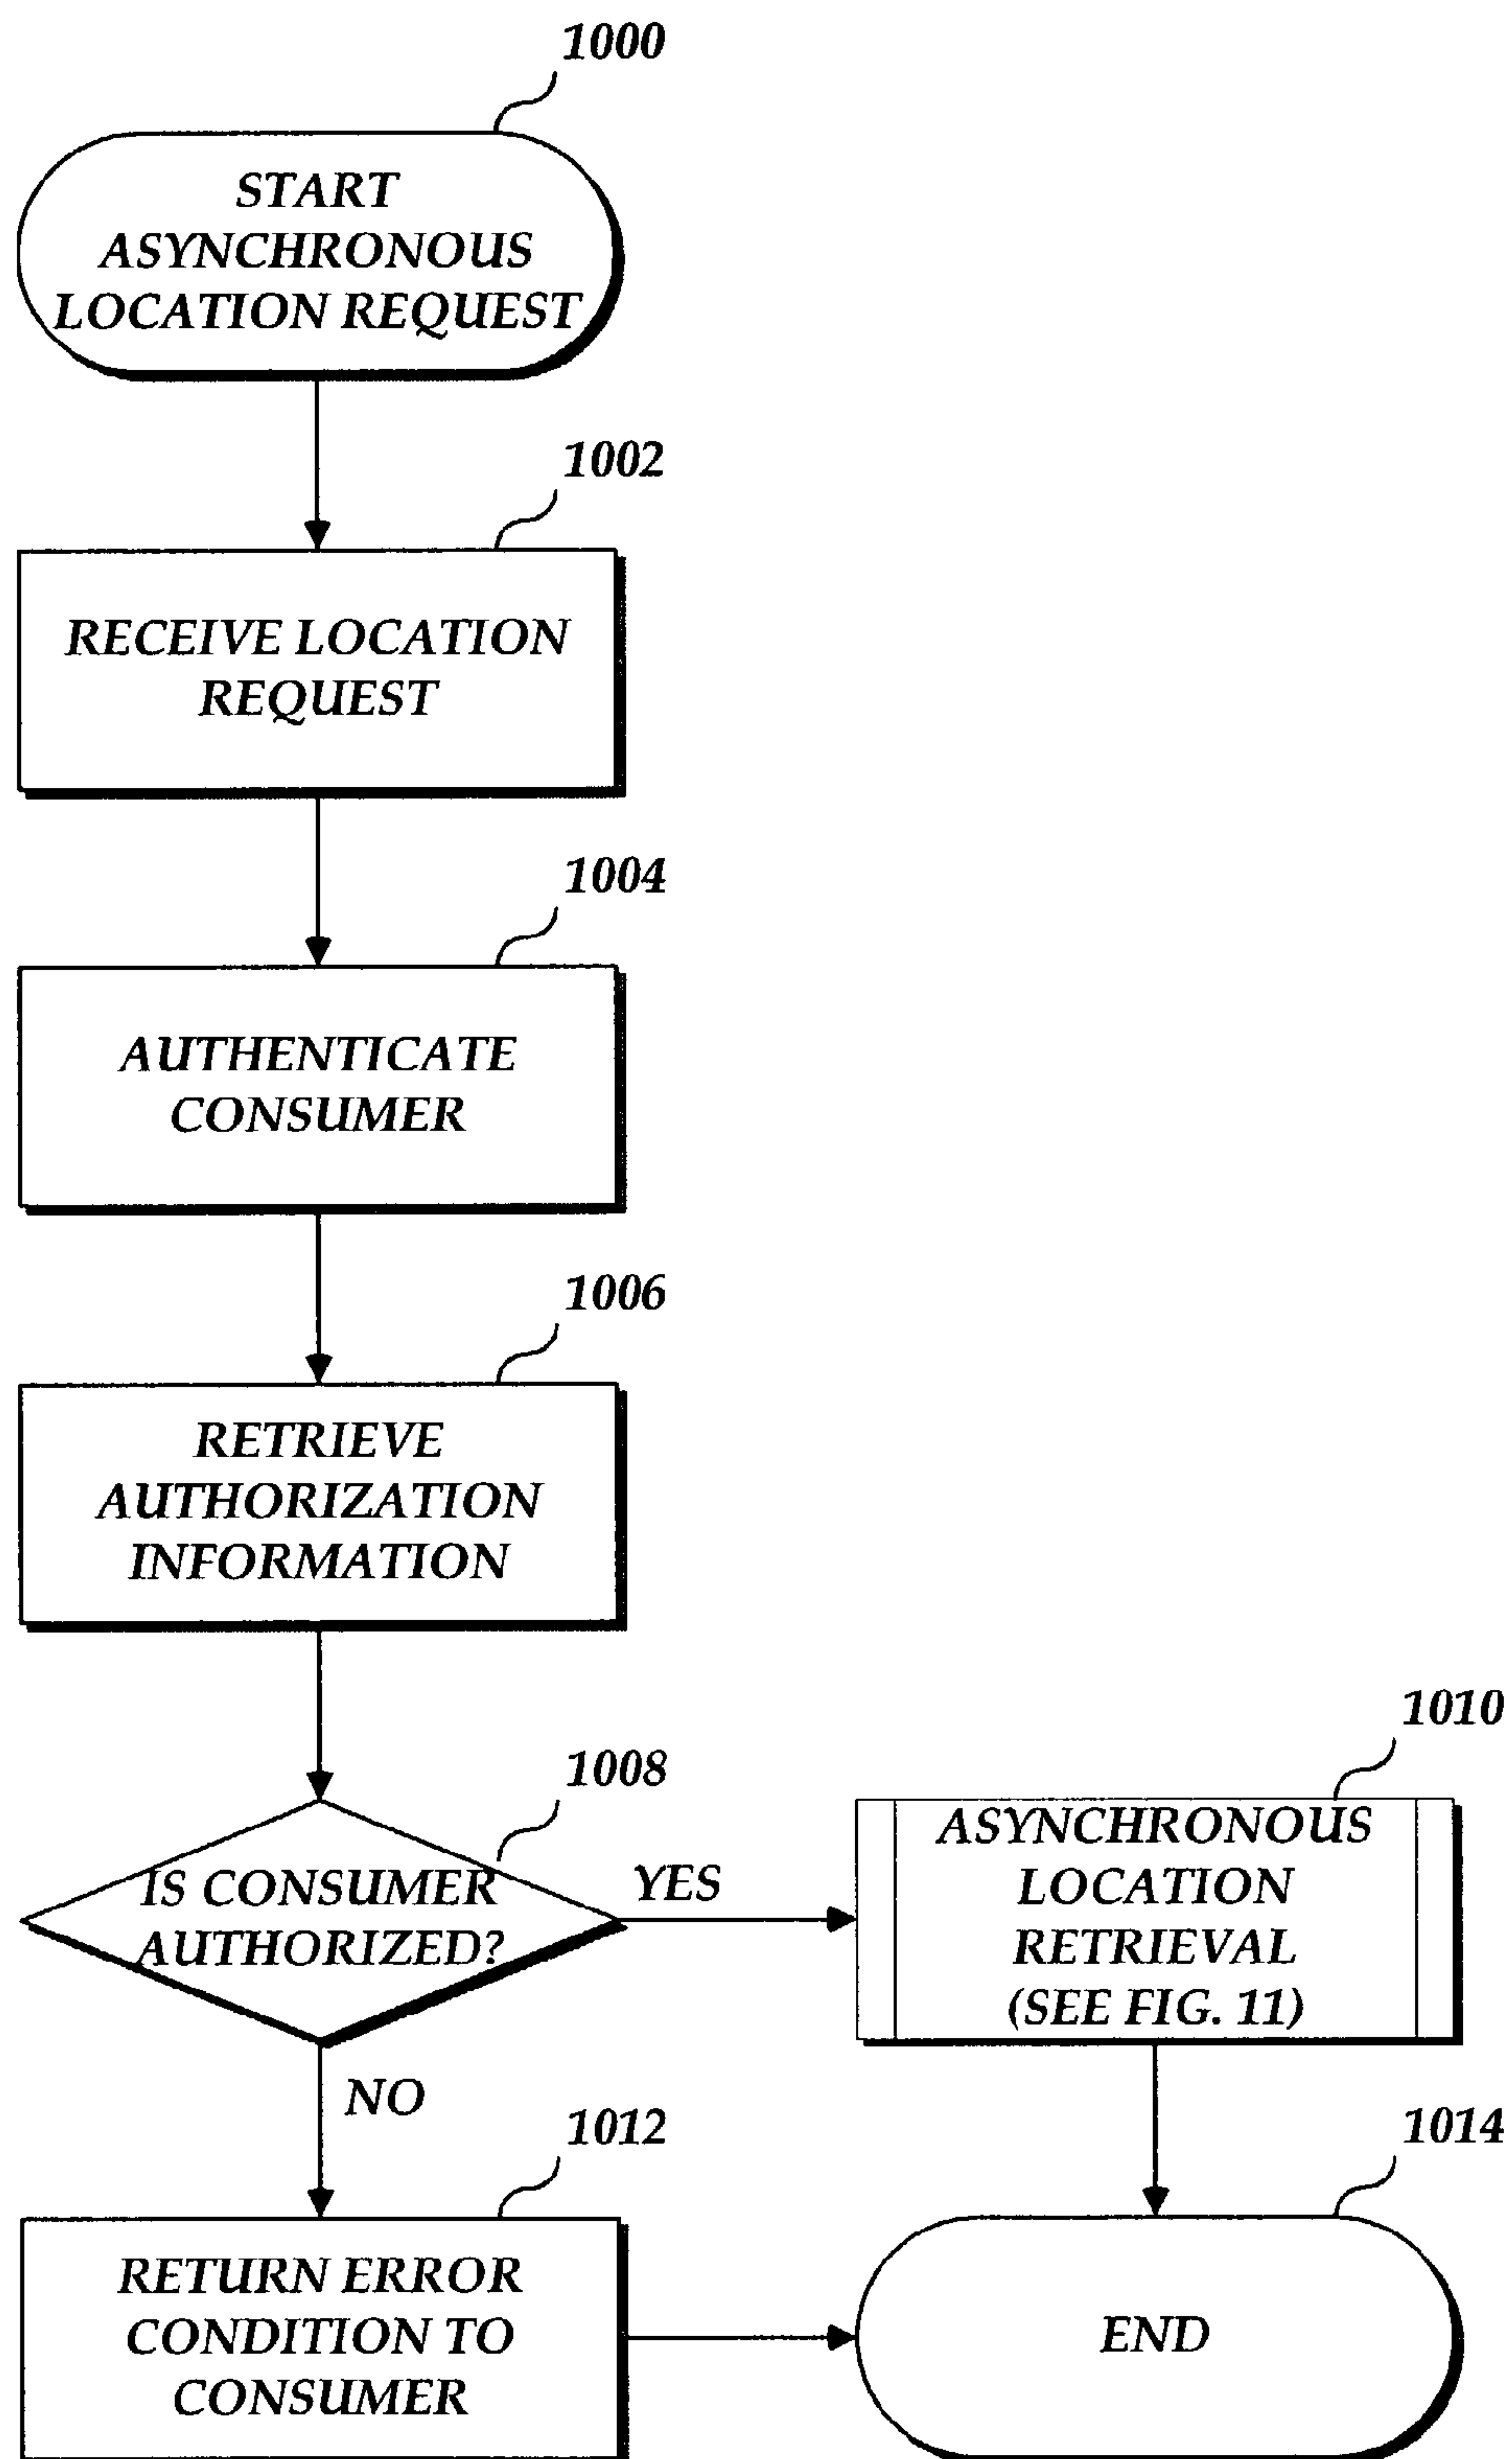 1000
START
ASYNCHRONOUS
LOCATION REQUEST
1002
RECEIVE LOCATION
REQUEST
1004
AUTHENTICATE
CONSUMER
1006
RETRIEVE
AUTHORIZATION
INFORMATION
1008
IS CONSUMER
AUTHORIZED?
YES
1010
ASYNCHRONOUS
LOCATION
RETRIEVAL
(SEE FIG. 11)
NO
1012
RETURN ERROR
CONDITION TO
CONSUMER
1014
END